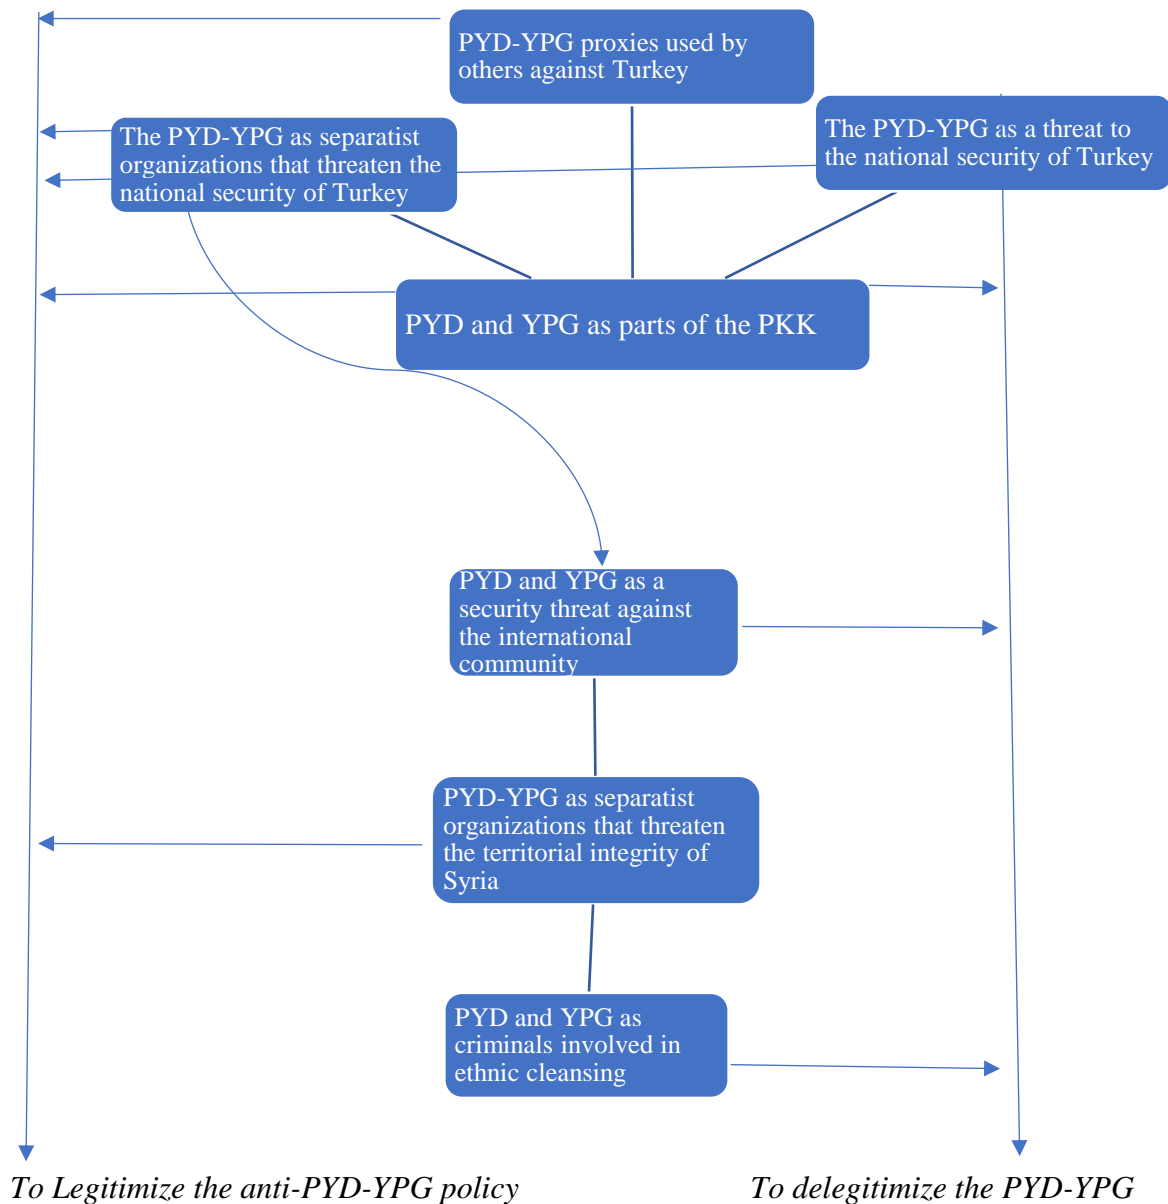 PYD-YPG proxies used by
others against Turkey
The PYD-YPG as separatist
organizations that threaten the
national security of Turkey
The PYD-YPG as a threat to
the national security of Turkey
PYD and YPG as parts of the PKK
PYD and YPG as a
security threat against
the international
community
PYD-YPG as separatist
organizations that threaten
the territorial integrity of
Syria
PYD and YPG as
criminals involved in
ethnic cleansing
To Legitimize the anti-PYD-YPG policy
To delegitimize the PYD-YPG